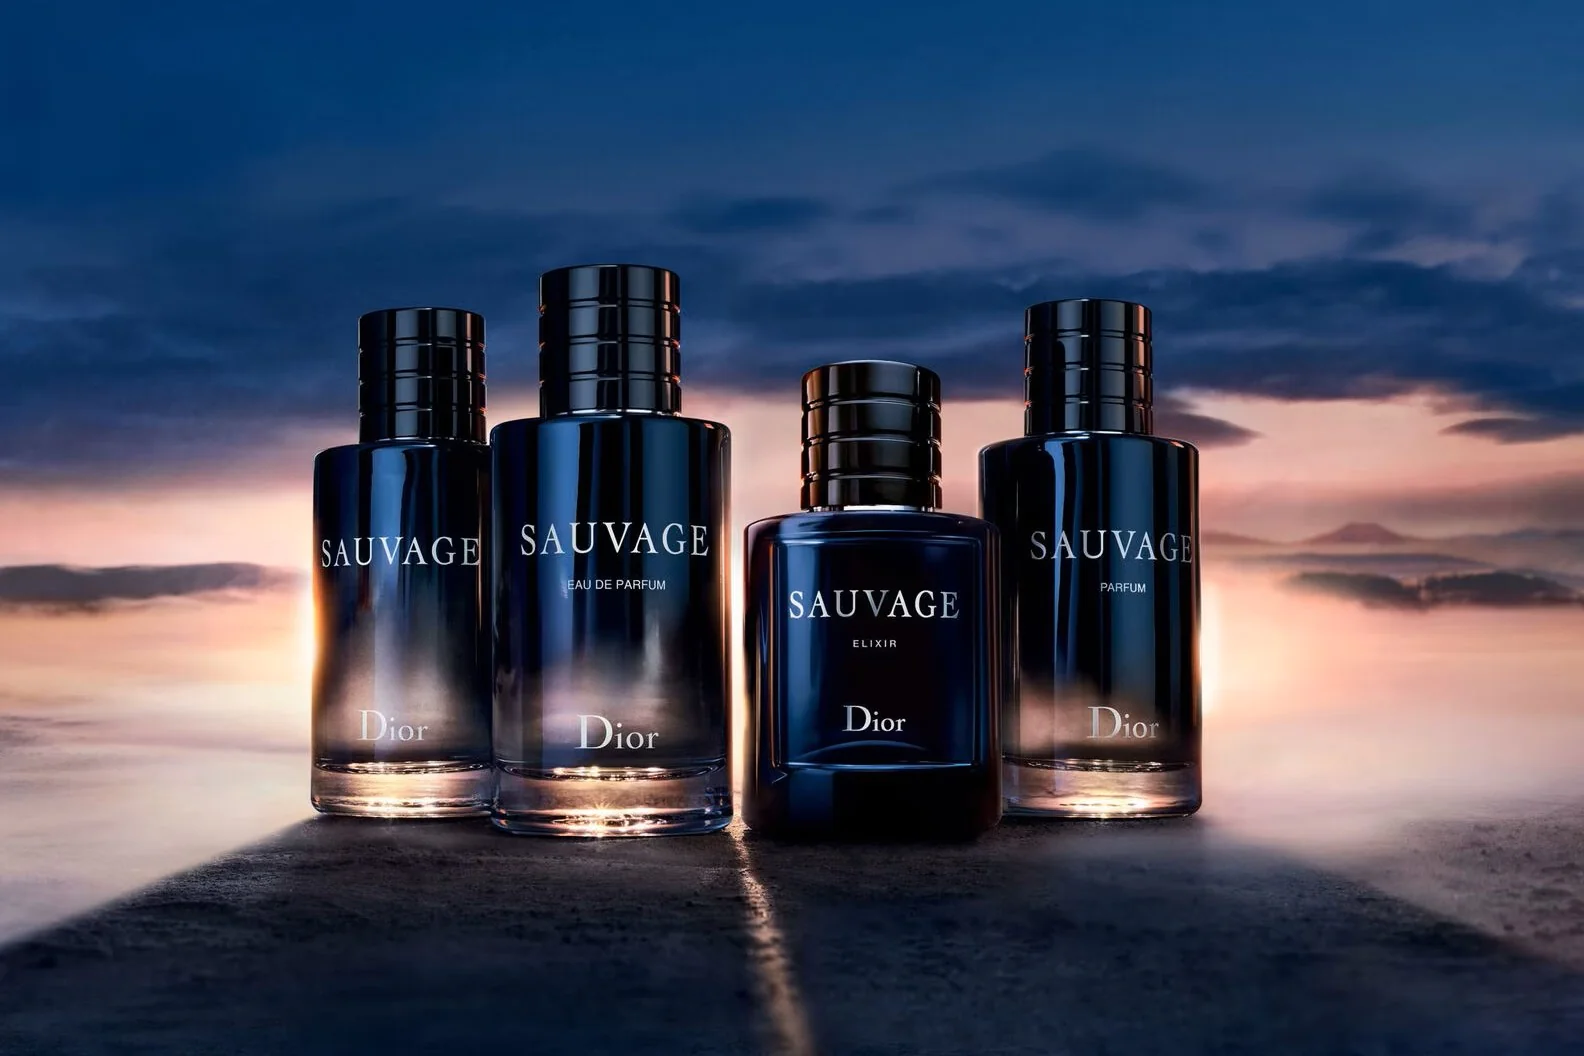 SAUVAGE
Dior
SAUVAGE
EAU DE PARFUM
Dior
SAUVAGE
ELIXIR
Dior
SAUVAGE
PARFUM
Dior